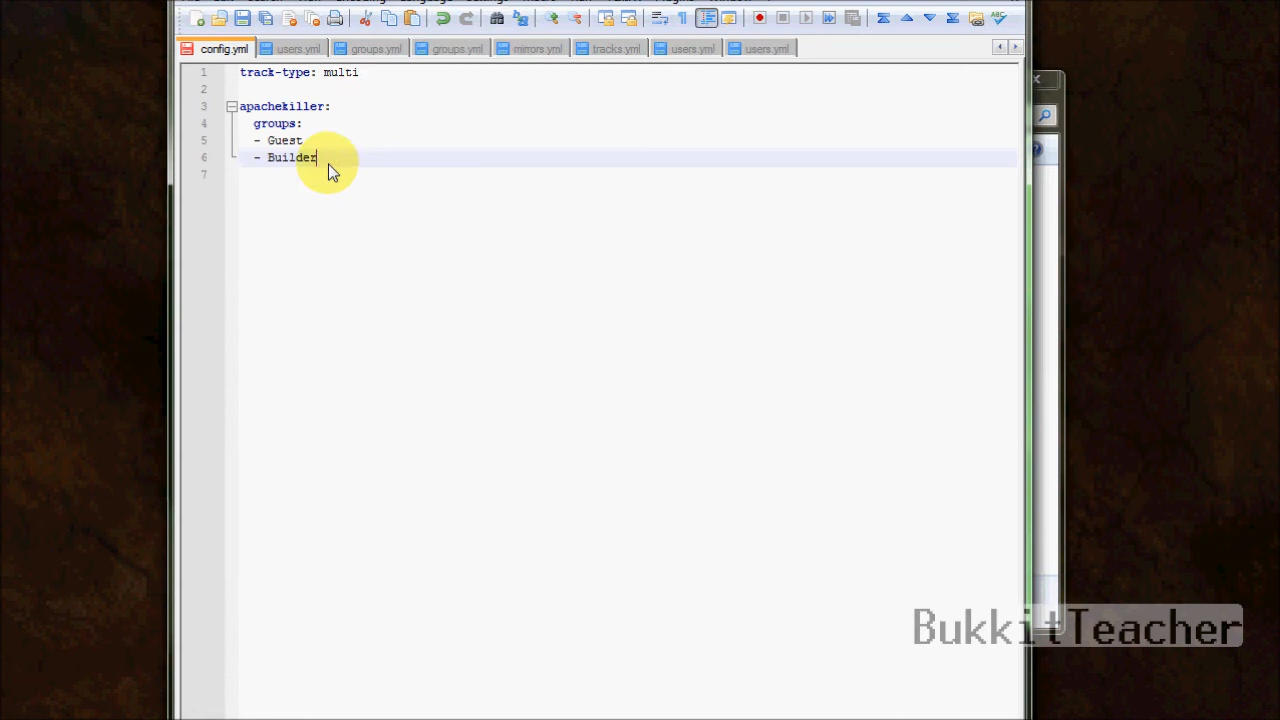 config.yml users.yml groups.yml groups.yml mirrors.yml tracks.yml users.yml users.yml
1 track-type: multi
2
3 apachekiller:
4 groups:
5 - Guest
6 - Builder
7
BukkitTeacher